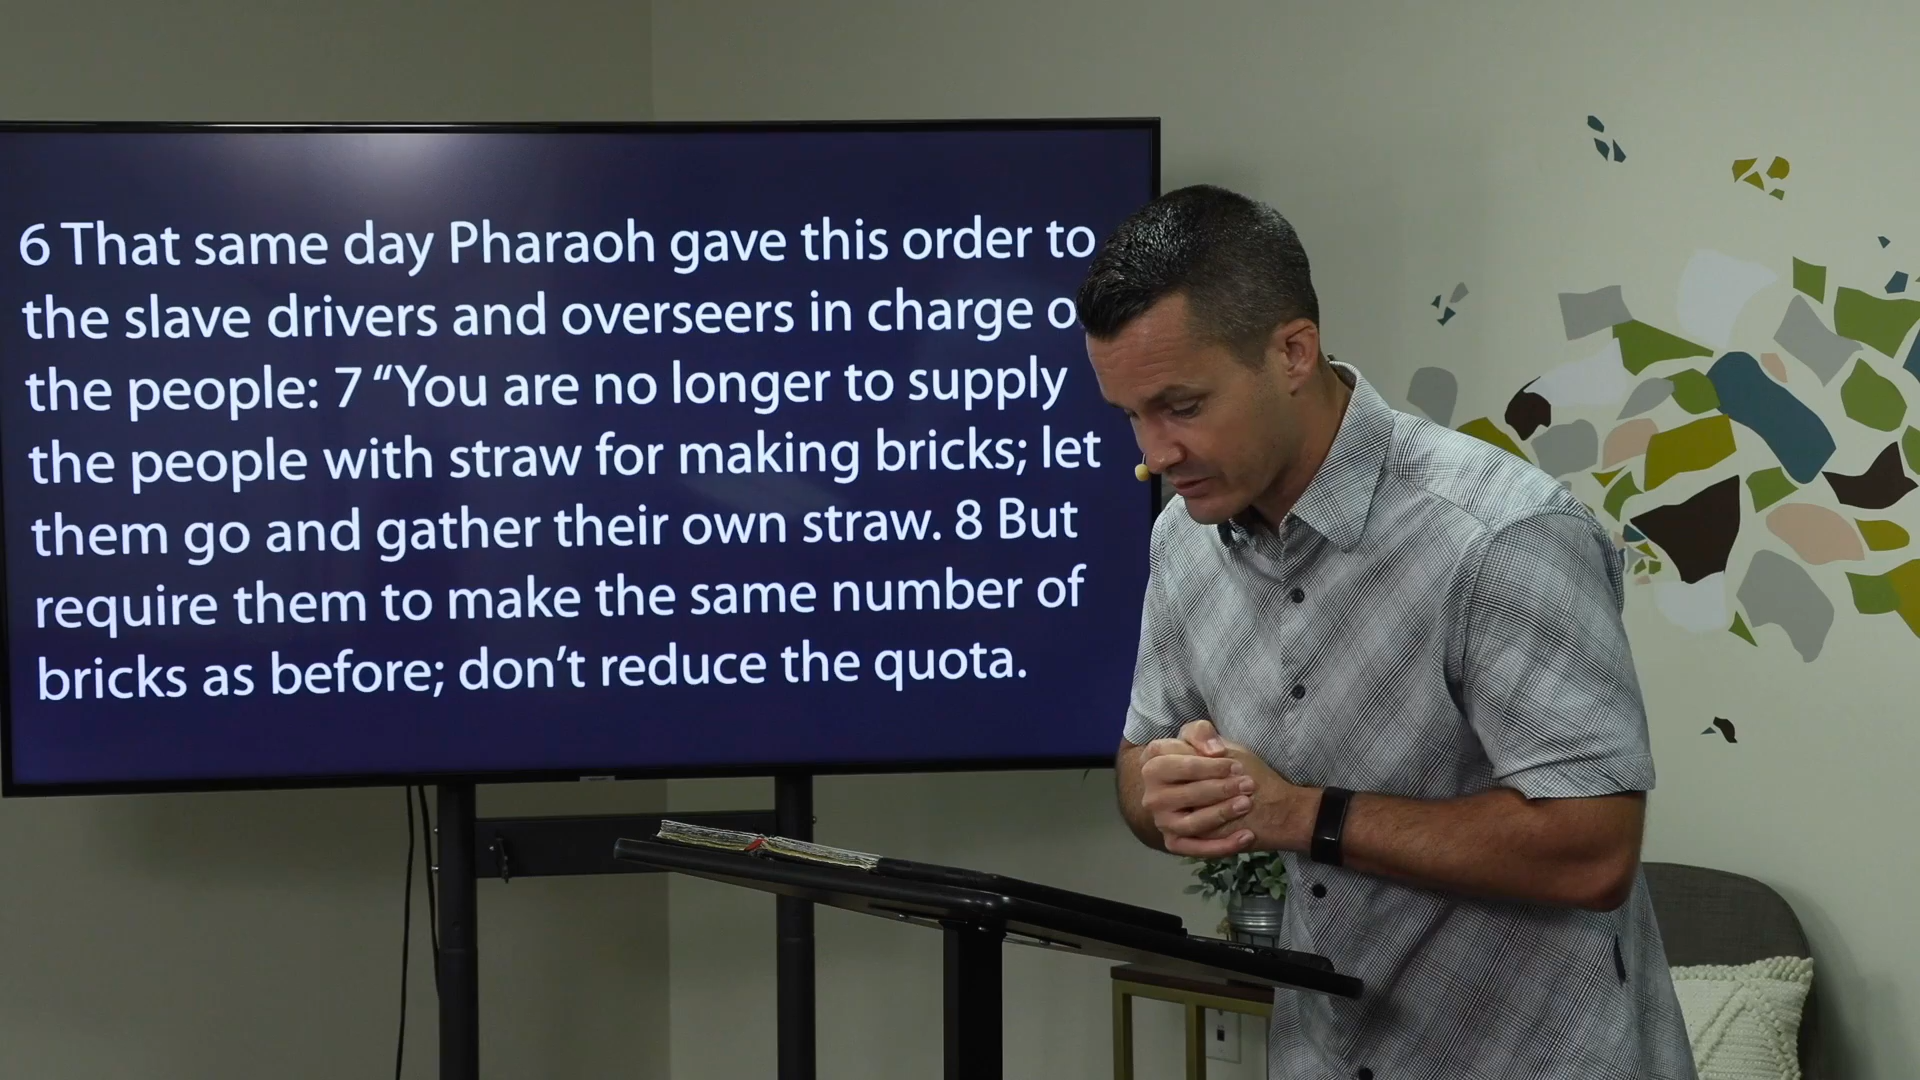 6 That same day Pharaoh gave this order to
the slave drivers and overseers in charge o
the people: 7 “You are no longer to supply
the people with straw for making bricks; let
them go and gather their own straw. 8 But
require them to make the same number of
bricks as before; don’t reduce the quota.